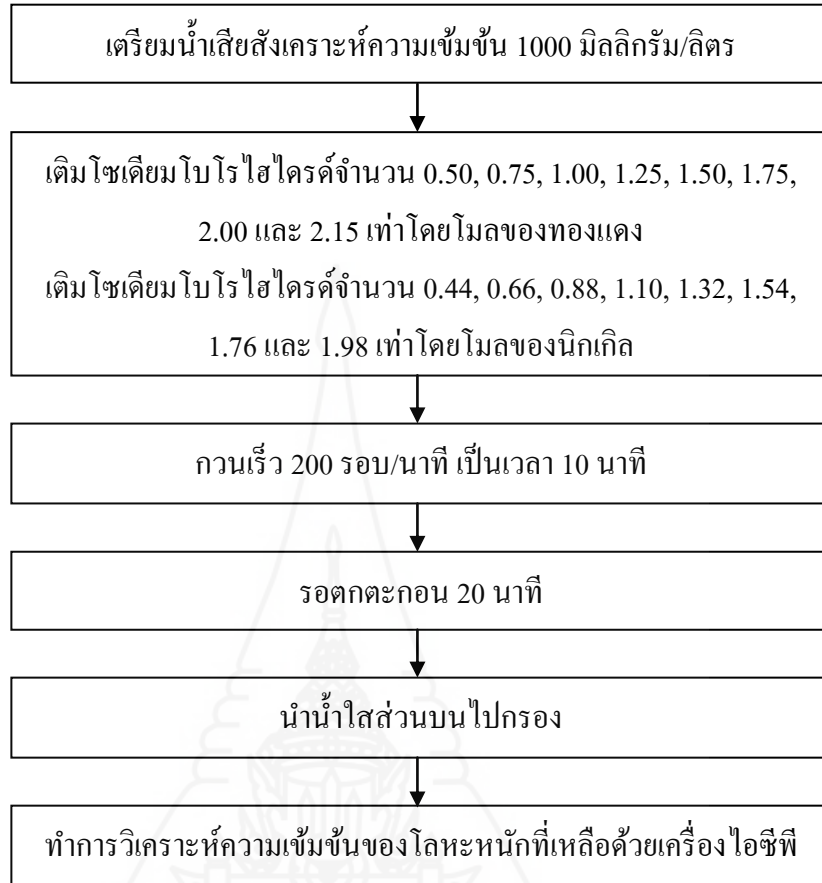 เตรียมน้ำเสียสังเคราะห์ความเข้มข้น 1000 มิลลิกรัม/ลิตร
เติมโซเดียมโบโรไฮไดรด์จำนวน 0.50, 0.75, 1.00, 1.25, 1.50, 1.75,
2.00 และ 2.15 เท่าโดยโมลของทองแดง
เติมโซเดียมโบโรไฮไดรด์จำนวน 0.44, 0.66, 0.88, 1.10, 1.32, 1.54,
1.76 และ 1.98 เท่าโดยโมลของนิกเกิล
กวนเร็ว 200 รอบ/นาที เป็นเวลา 10 นาที
รอตกตะกอน 20 นาที
นำน้ำใสส่วนบนไปกรอง
ทำการวิเคราะห์ความเข้มข้นของโลหะหนักที่เหลือด้วยเครื่องไอซีพี